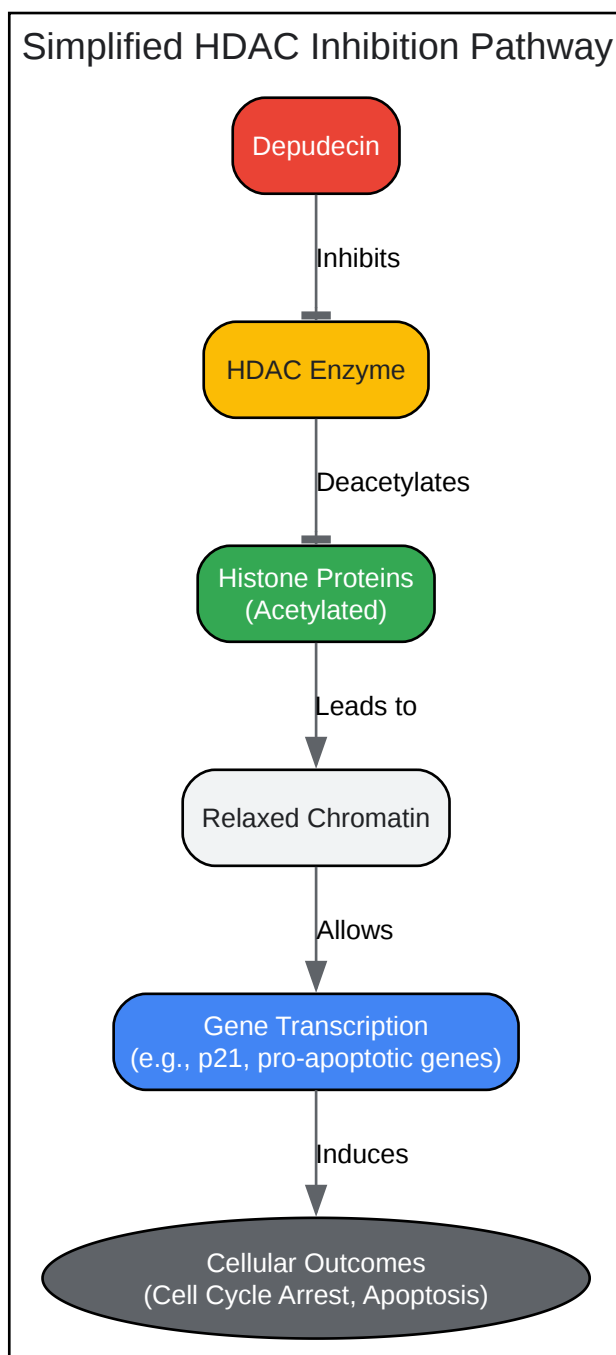 Simplified HDAC Inhibition Pathway
Depudecin
Inhibits
HDAC Enzyme
Deacetylates
Histone Proteins
(Acetylated)
Leads to
Relaxed Chromatin
Allows
Gene Transcription
(e.g., p21, pro-apoptotic genes)
Induces
Cellular Outcomes
(Cell Cycle Arrest, Apoptosis)